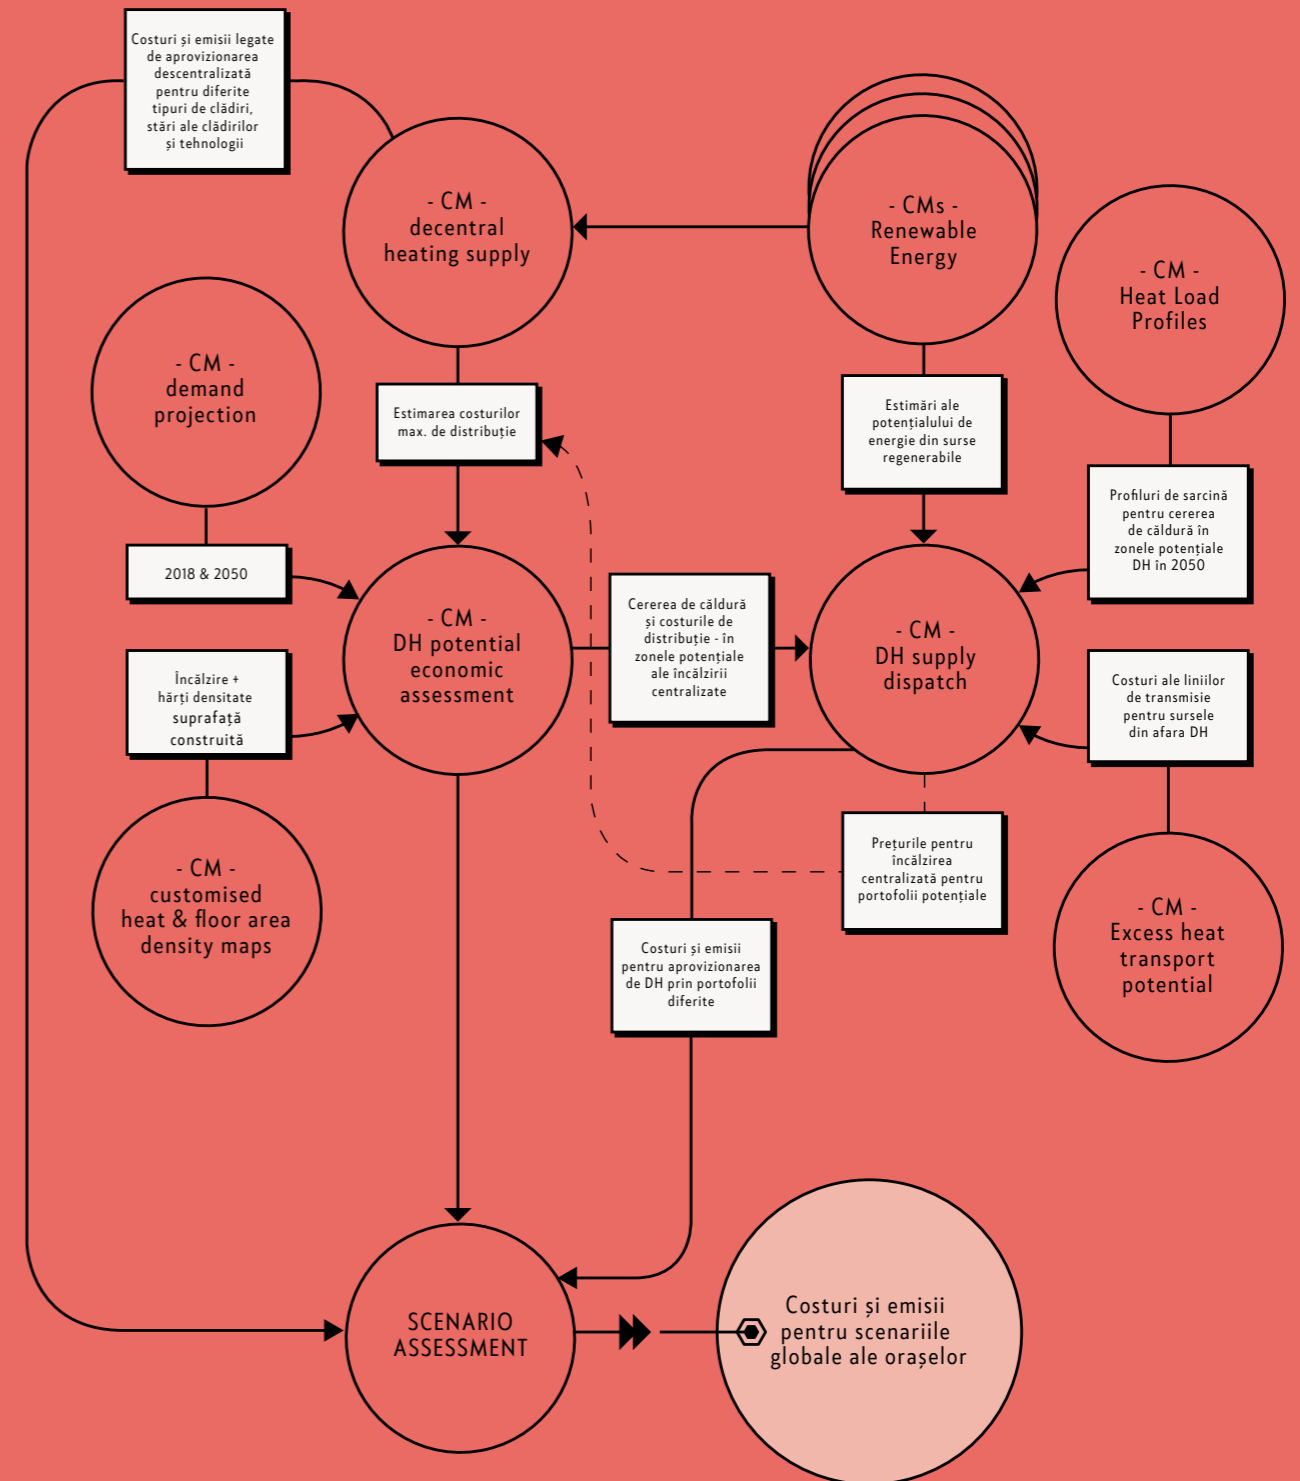 Costuri și emisii legate
de aprovizionarea
descentralizată
pentru diferite
tipuri de clădiri,
stări ale clădirilor
și tehnologii
- CM -
decentral
heating supply
- CMs -
Renewable
Energy
- CM -
Heat Load
Profiles
- CM -
demand
projection
Estimarea costurilor
max. de distribuție
Estimări ale
potențialului de
energie din surse
regenerabile
Profiluri de sarcină
pentru cererea
de căldură în
zonele potențiale
DH în 2050
2018 & 2050
- CM -
DH potential
economic
assessment
Cererea de căldură
și costurile de
distribuție - în
zonele potențiale
ale încălzirii
centralizate
- CM -
DH supply
dispatch
Încălzire +
hărți densitate
suprafață
construită
Costuri ale liniilor
de transmisie
pentru sursele
din afara DH
- CM -
customised
heat & floor area
density maps
Prețurile pentru
încălzirea
centralizată pentru
portofolii potențiale
- CM -
Excess heat
transport
potential
Costuri și emisii
pentru aprovizionarea
de DH prin portofolii
diferite
SCENARIO
ASSESSMENT
Costuri și emisii
pentru scenariile
globale ale orașelor